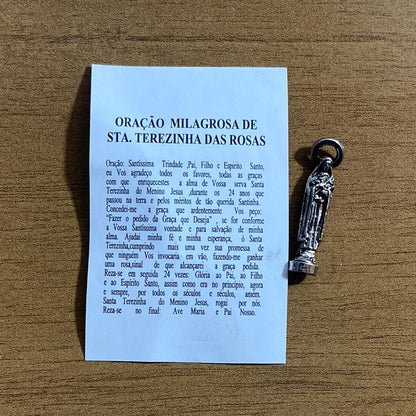 ORAÇÃO MILAGROSA DE
STA. TEREZINHA DAS ROSAS
Oração: Santíssima Trindade ,Pai, Filho e Espirito Santo,
eu Vos agradeço todos os favores, todas as graças
com que enriquecestes a alma de Vossa serva Santa
Terezinha do Menino Jesus ,durante os 24 anos que
passou na terra e pelos méritos de tão querida Santinha.
Concedei-me a graça que ardentemente Vos peço:
"Fazer o pedido da Graça que Deseja" , se for conforme
a Vossa Santíssima vontade e para salvação de minha
alma. Ajudai minha fé e minha esperança, ó Santa
Terezinha,cumprindo mais uma vez sua promessa de
que ninguém Vos invocaria em vão, fazendo-me ganhar
uma rosa,sinal de que alcançarei a graça pedida.
Reza-se em seguida 24 vezes: Glória ao Pai, ao Filho
e ao Espírito Santo, assim como era no princípio, agora
e sempre, por todos os séculos e séculos, amém.
Santa Terezinha do Menino Jesus, rogai por nós.
Reza-se no final: Ave Maria e Pai Nosso.